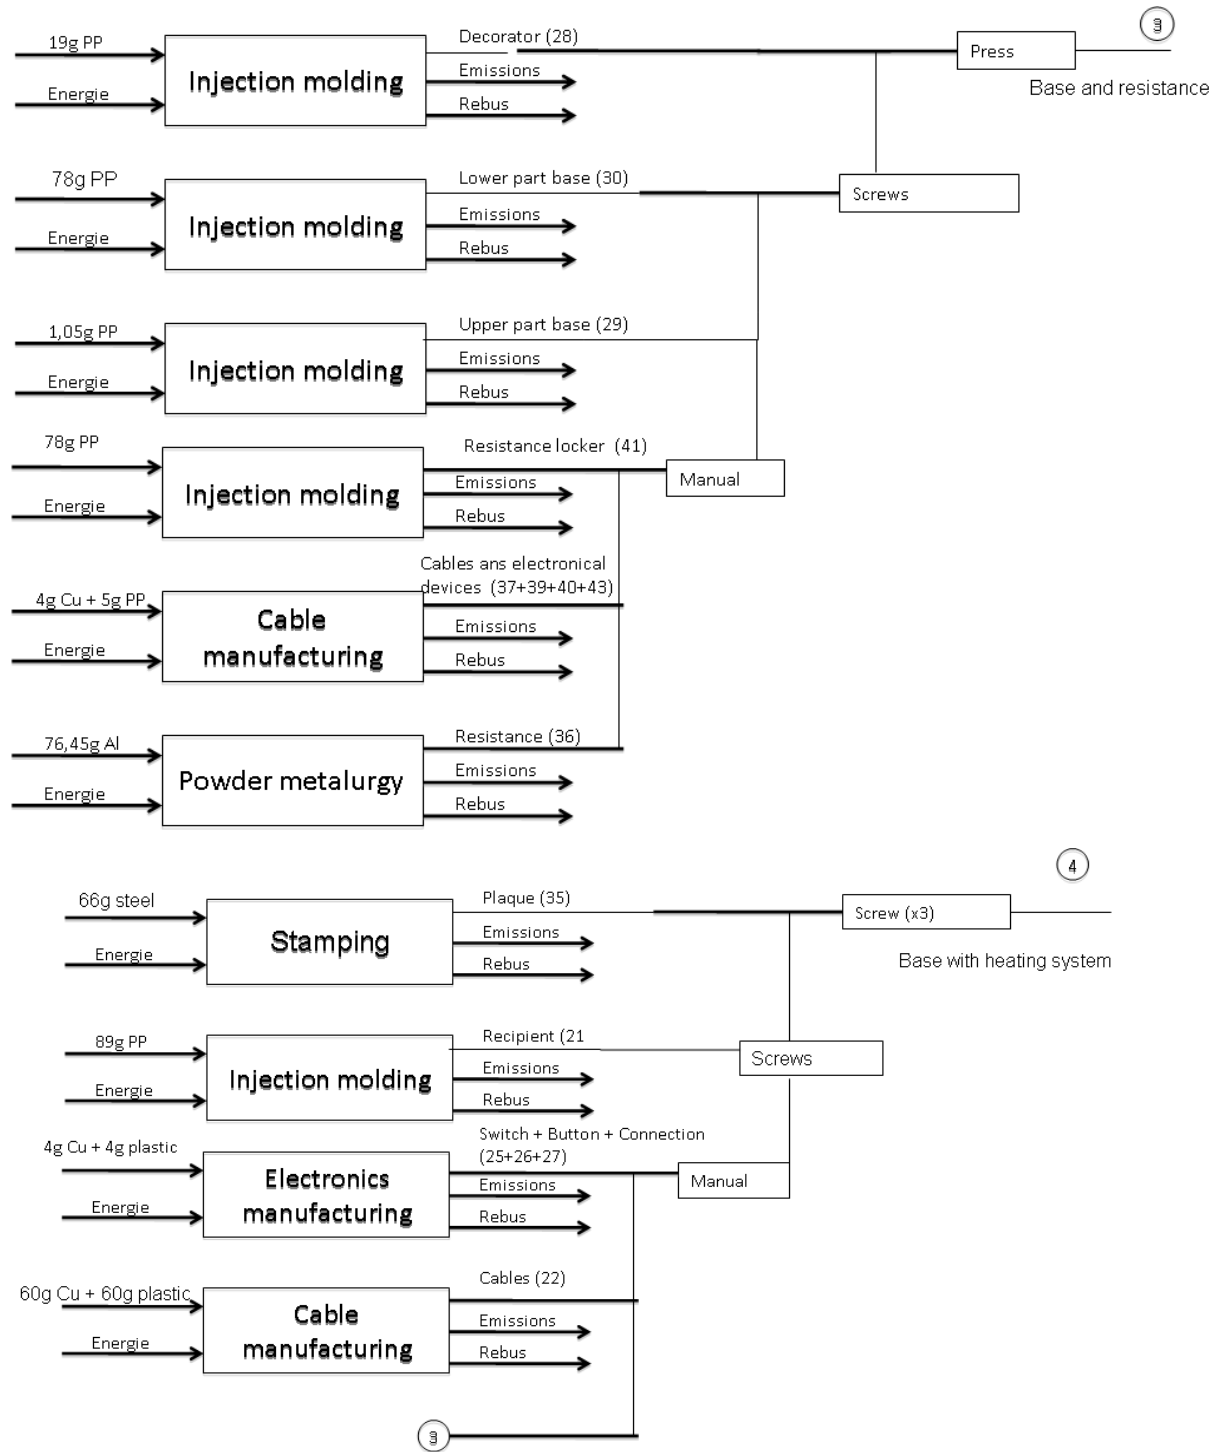 3
19g PP
Energie
Injection molding
Decorator (28)
Emissions
Rebus
Press
Base and resistance
78g PP
Energie
Injection molding
Lower part base (30)
Emissions
Rebus
Screws
1,05g PP
Energie
Injection molding
Upper part base (29)
Emissions
Rebus
78g PP
Energie
Injection molding
Resistance locker (41)
Emissions
Rebus
Manual
4g Cu + 5g PP
Energie
Cable
manufacturing
Cables ans electronical
devices (37+39+40+43)
Emissions
Rebus
76,45g Al
Energie
Powder metalurgy
Resistance (36)
Emissions
Rebus
4
66g steel
Energie
Stamping
Plaque (35)
Emissions
Rebus
Screw (x3)
Base with heating system
89g PP
Energie
Injection molding
Recipient (21
Emissions
Rebus
Screws
4g Cu + 4g plastic
Energie
Electronics
manufacturing
Switch + Button + Connection
(25+26+27)
Emissions
Rebus
Manual
60g Cu + 60g plastic
Energie
Cable
manufacturing
Cables (22)
Emissions
Rebus
3